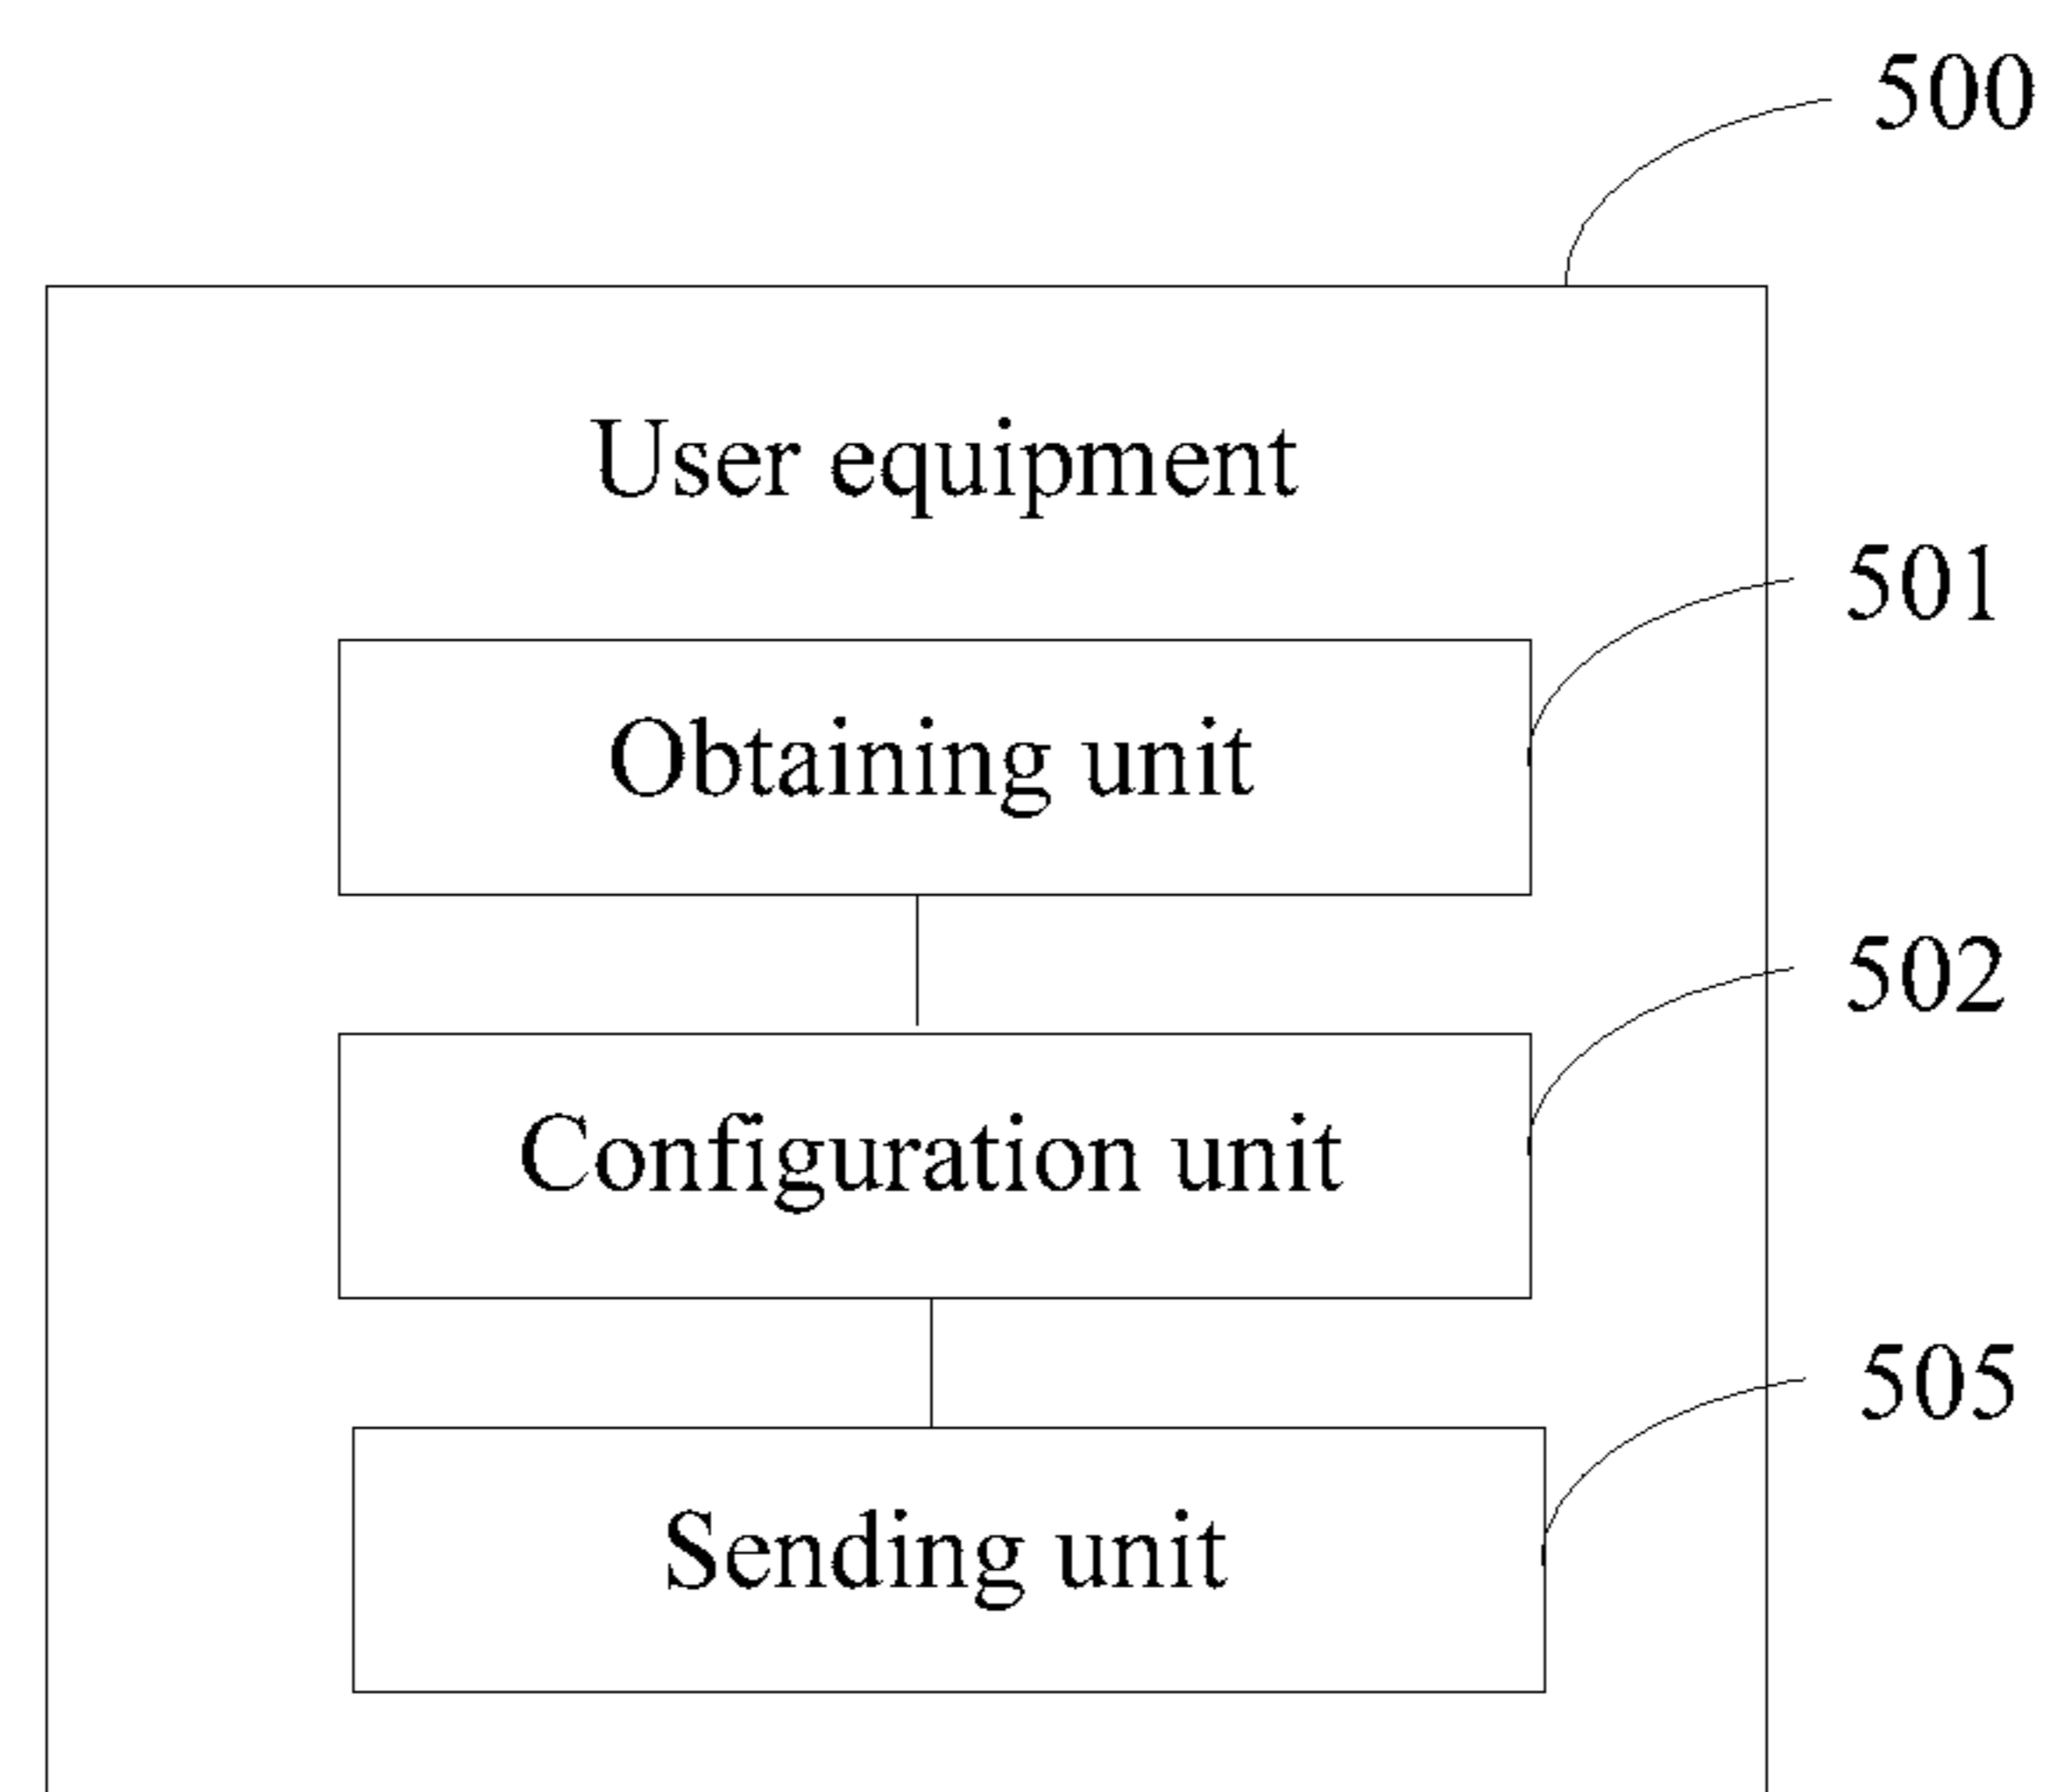 500
User equipment
501
Obtaining unit
502
Configuration unit
505
Sending unit